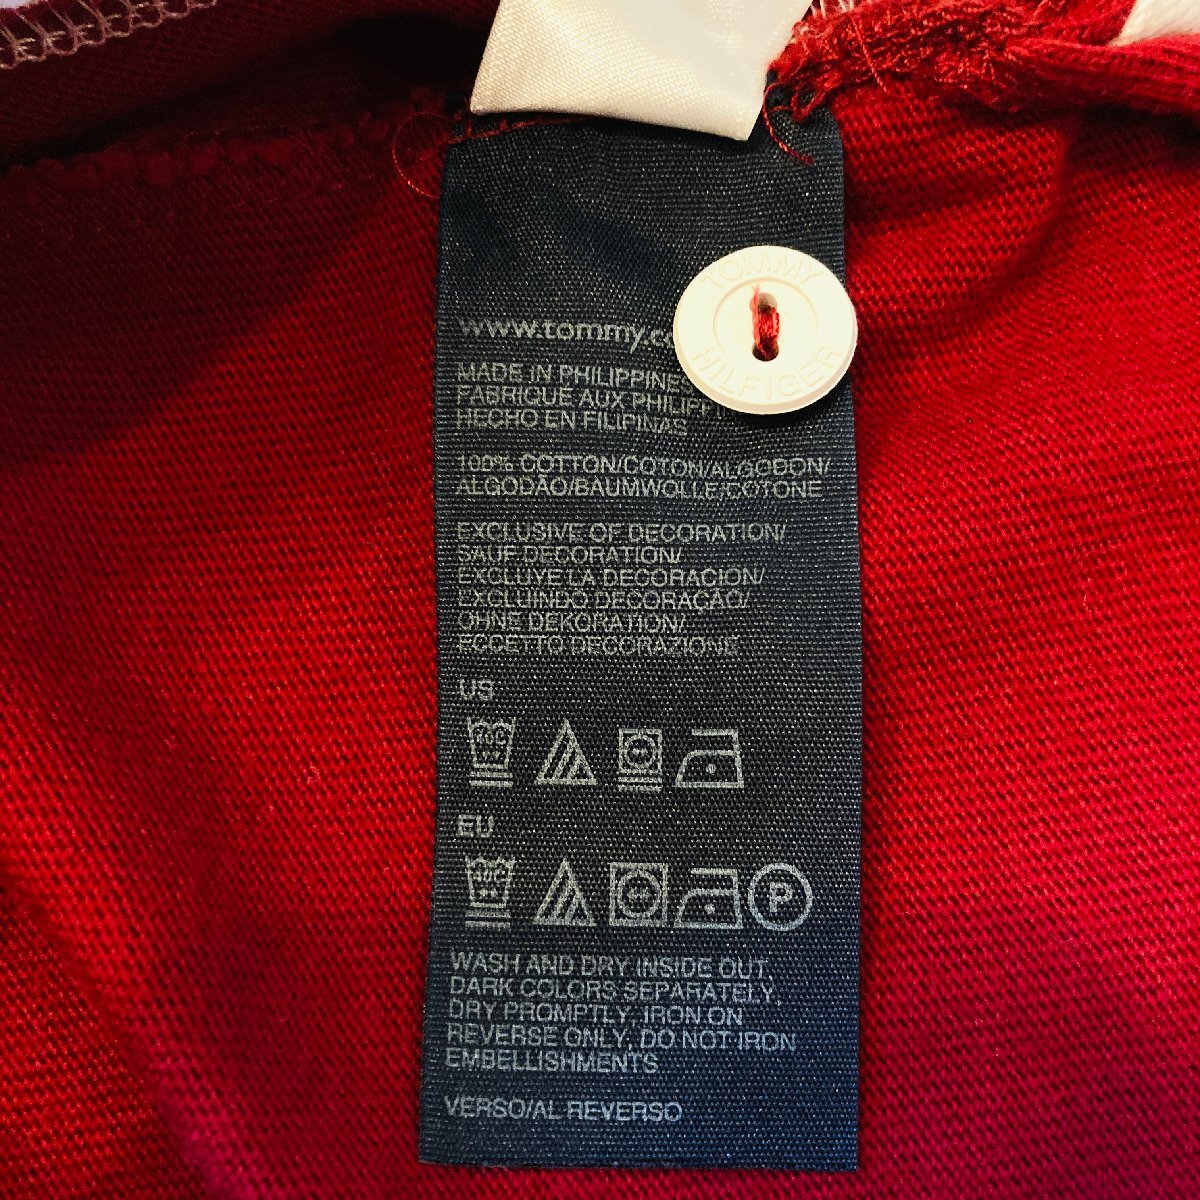 TOMMY
HILFIGER
www.tommy.c
MADE IN PHILIPPINES
FABRIQUE AUX PHILIPPI
HECHO EN FILIPINAS
100% COTTON/COTON/ALGODON/
ALGODÃO/BAUMWOLLE/COTONE
EXCLUSIVE OF DECORATION/
SAUF DECORATION/
EXCLUYE LA DECORACION/
EXCLUINDO DECORAÇAÕ/
OHNE DEKORATION/
ECCETTO DECORAZIONE
US
EU
P
WASH AND DRY INSIDE OUT,
DARK COLORS SEPARATELY,
DRY PROMPTLY, IRON ON
REVERSE ONLY, DO NOT IRON
EMBELLISHMENTS
VERSO/AL REVERSO